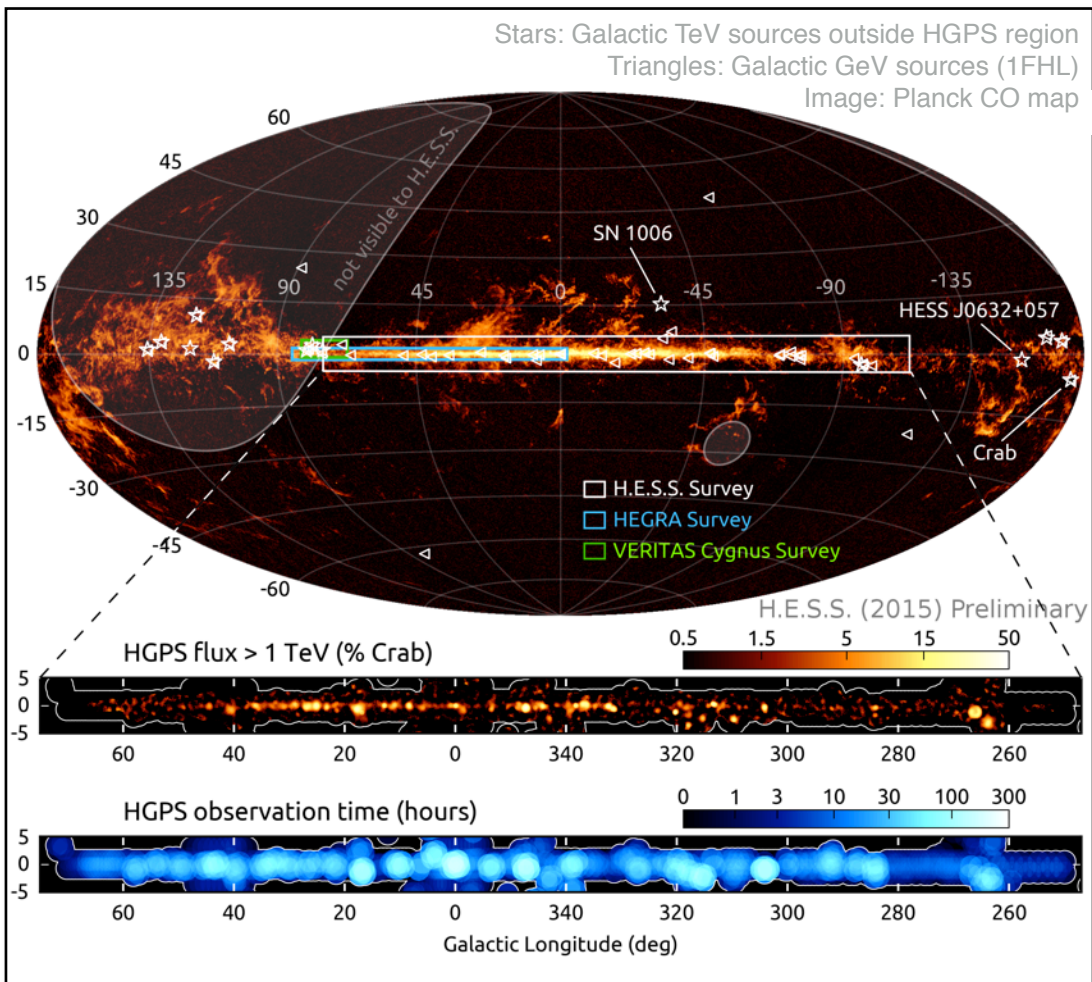 Stars: Galactic TeV sources outside HGPS region
Triangles: Galactic GeV sources (1FHL)
Image: Planck CO map
60
45
30
15
0
-15
-30
-45
-60
not visible to H.E.S.S.
SN 1006
135
90
45
0
-45
-90
-135
HESS J0632+057
Crab
H.E.S.S. Survey
HEGRA Survey
VERITAS Cygnus Survey
H.E.S.S. (2015) Preliminary
0.5 1.5 5 15 50
HGPS flux > 1 TeV (% Crab)
5
0
-5
60 40 20 0 340 320 300 280 260
HGPS observation time (hours)
0 1 3 10 30 100 300
5
0
-5
60 40 20 0 340 320 300 280 260
Galactic Longitude (deg)